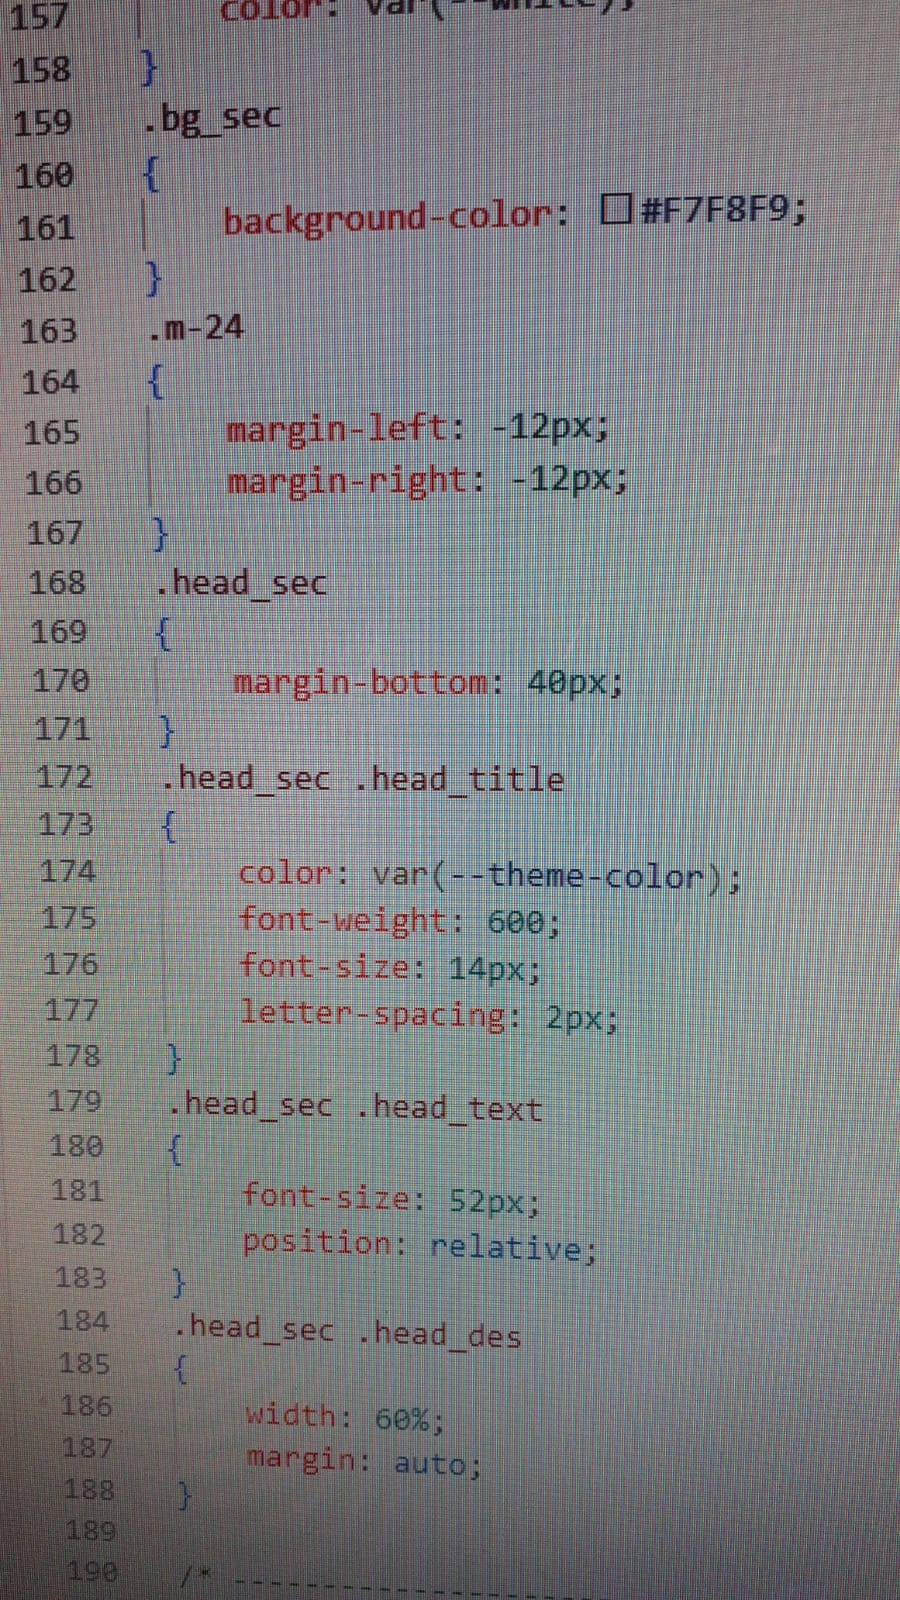 157 color: var(--white);
158 }
159 .bg_sec
160 {
161 background-color: #F7F8F9;
162 }
163 .m-24
164 {
165 margin-left: -12px;
166 margin-right: -12px;
167 }
168 .head_sec
169 {
170 margin-bottom: 40px;
171 }
172 .head_sec .head_title
173 {
174 color: var(--theme-color);
175 font-weight: 600;
176 font-size: 14px;
177 letter-spacing: 2px;
178 }
179 .head_sec .head_text
180 {
181 font-size: 52px;
182 position: relative;
183 }
184 .head_sec .head_des
185 {
186 width: 60%;
187 margin: auto;
188 }
189
190 /* ------------------